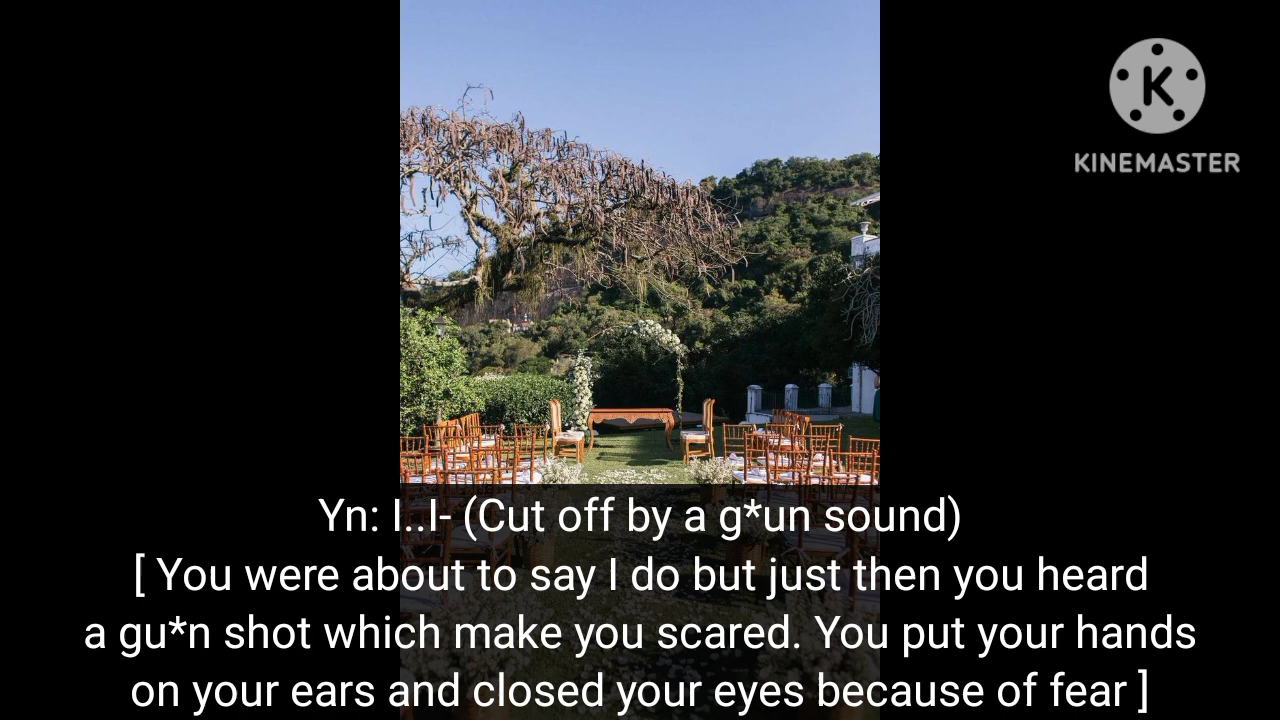 KINEMASTER
Yn: I..I- (Cut off by a g*un sound)
[ You were about to say I do but just then you heard
a gu*n shot which make you scared. You put your hands
on your ears and closed your eyes because of fear ]